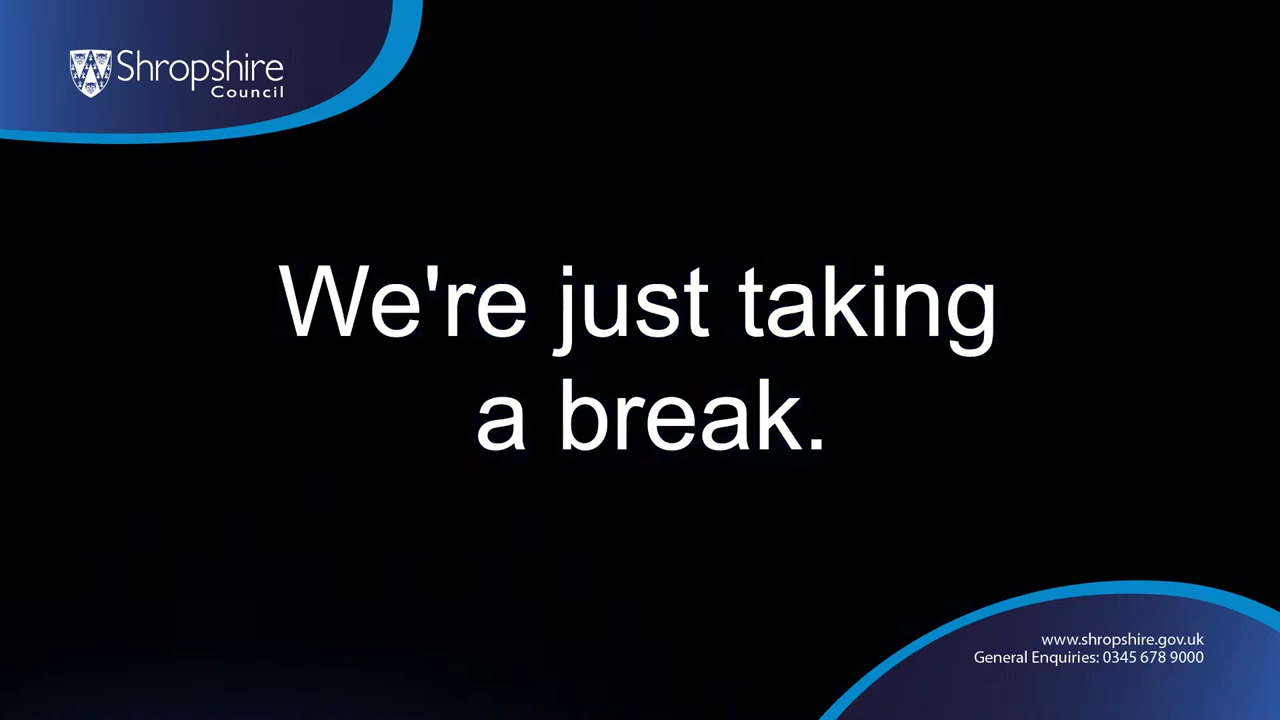 Shropshire
Council
We're just taking
a break.
www.shropshire.gov.uk
General Enquiries: 0345 678 9000